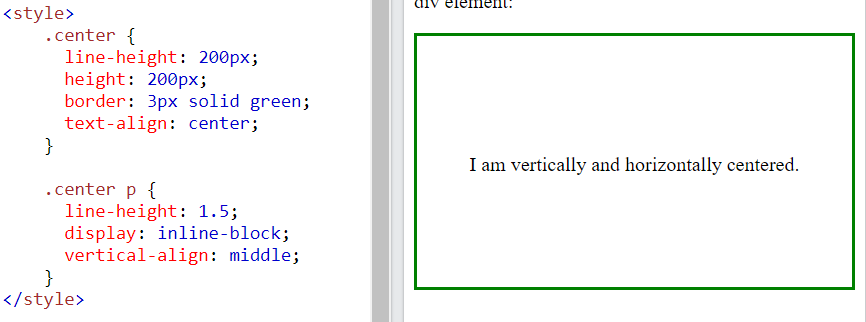 <style>
.center {
line-height: 200px;
height: 200px;
border: 3px solid green;
text-align: center;
}
.center p {
line-height: 1.5;
display: inline-block;
vertical-align: middle;
}
</style>
div element:
I am vertically and horizontally centered.